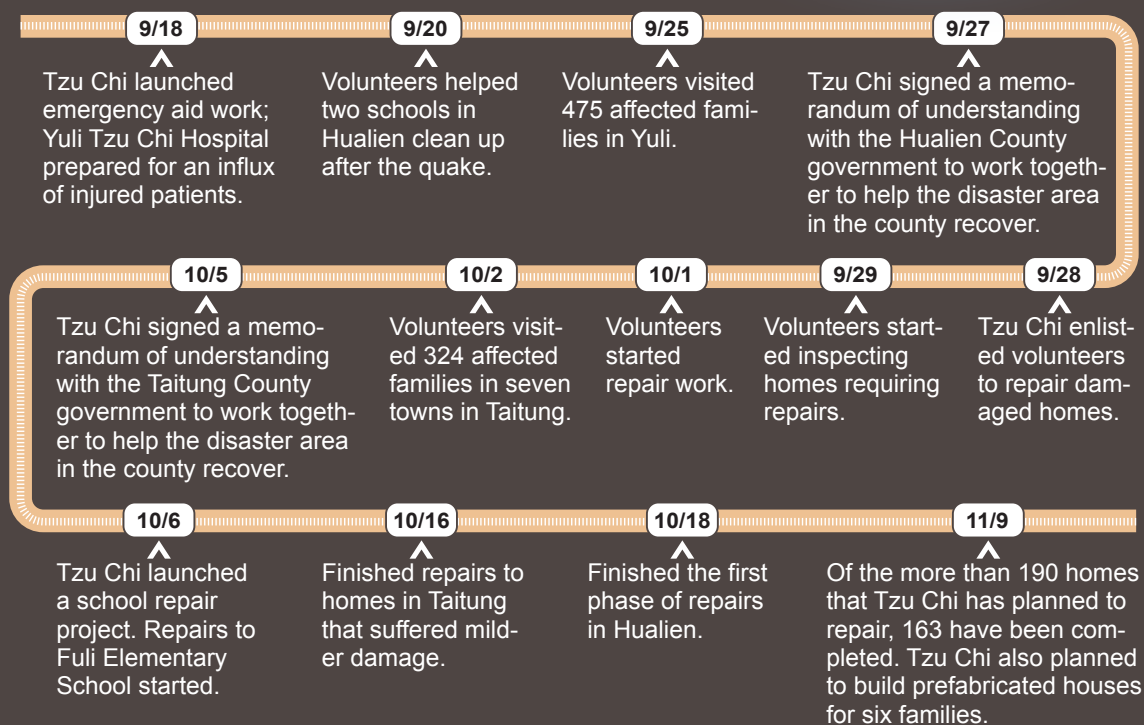 9/18
Tzu Chi launched
emergency aid work;
Yuli Tzu Chi Hospital
prepared for an influx
of injured patients.
9/20
Volunteers helped
two schools in
Hualien clean up
after the quake.
9/25
Volunteers visited
475 affected fami-
lies in Yuli.
9/27
Tzu Chi signed a memo-
randum of understanding
with the Hualien County
government to work togeth-
er to help the disaster area
in the county recover.
9/28
Tzu Chi enlist-
ed volunteers
to repair dam-
aged homes.
9/29
Volunteers start-
ed inspecting
homes requiring
repairs.
10/1
Volunteers
started
repair work.
10/2
Volunteers visit-
ed 324 affected
families in seven
towns in Taitung.
10/5
Tzu Chi signed a memo-
randum of understanding
with the Taitung County
government to work togeth-
er to help the disaster area
in the county recover.
10/6
Tzu Chi launched
a school repair
project. Repairs to
Fuli Elementary
School started.
10/16
Finished repairs to
homes in Taitung
that suffered mild-
er damage.
10/18
Finished the first
phase of repairs
in Hualien.
11/9
Of the more than 190 homes
that Tzu Chi has planned to
repair, 163 have been com-
pleted. Tzu Chi also planned
to build prefabricated houses
for six families.